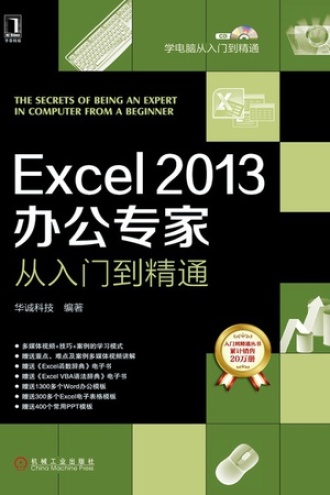 华章科技
CD
学电脑从入门到精通
THE SECRETS OF BEING AN EXPERT
IN COMPUTER FROM A BEGINNER
Excel 2013
办公专家
从入门到精通
华诚科技 编著
入门到精通丛书
累计销售
20万册
• 多媒体视频+技巧+案例的学习模式
• 赠送重点、难点及案例多媒体视频讲解
• 赠送《Excel函数辞典》电子书
• 赠送《Excel VBA语法辞典》电子书
• 赠送1300多个Word办公模板
• 赠送300多个Excel电子表格模板
• 赠送400个常用PPT模板
机械工业出版社
China Machine Press